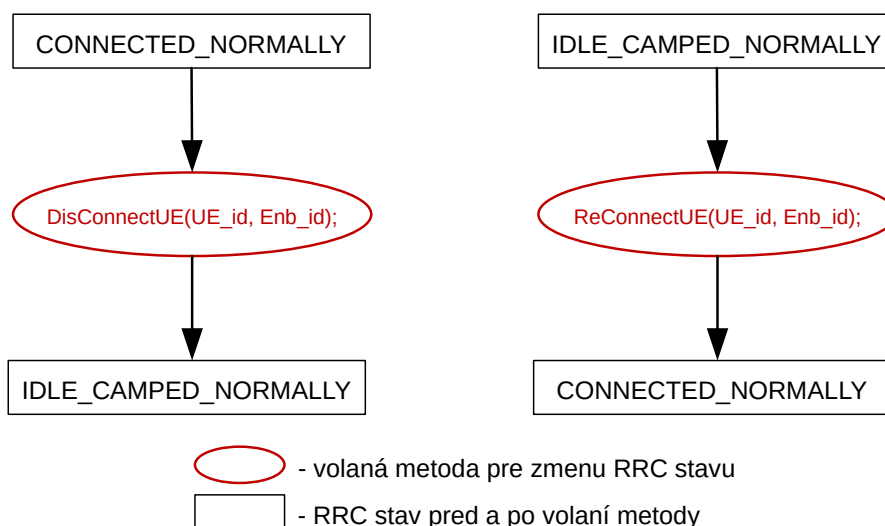 CONNECTED_NORMALLY
IDLE_CAMPED_NORMALLY
DisConnectUE(UE_id, Enb_id);
ReConnectUE(UE_id, Enb_id);
IDLE_CAMPED_NORMALLY
CONNECTED_NORMALLY
- volaná metoda pre zmenu RRC stavu
- RRC stav pred a po volaní metody